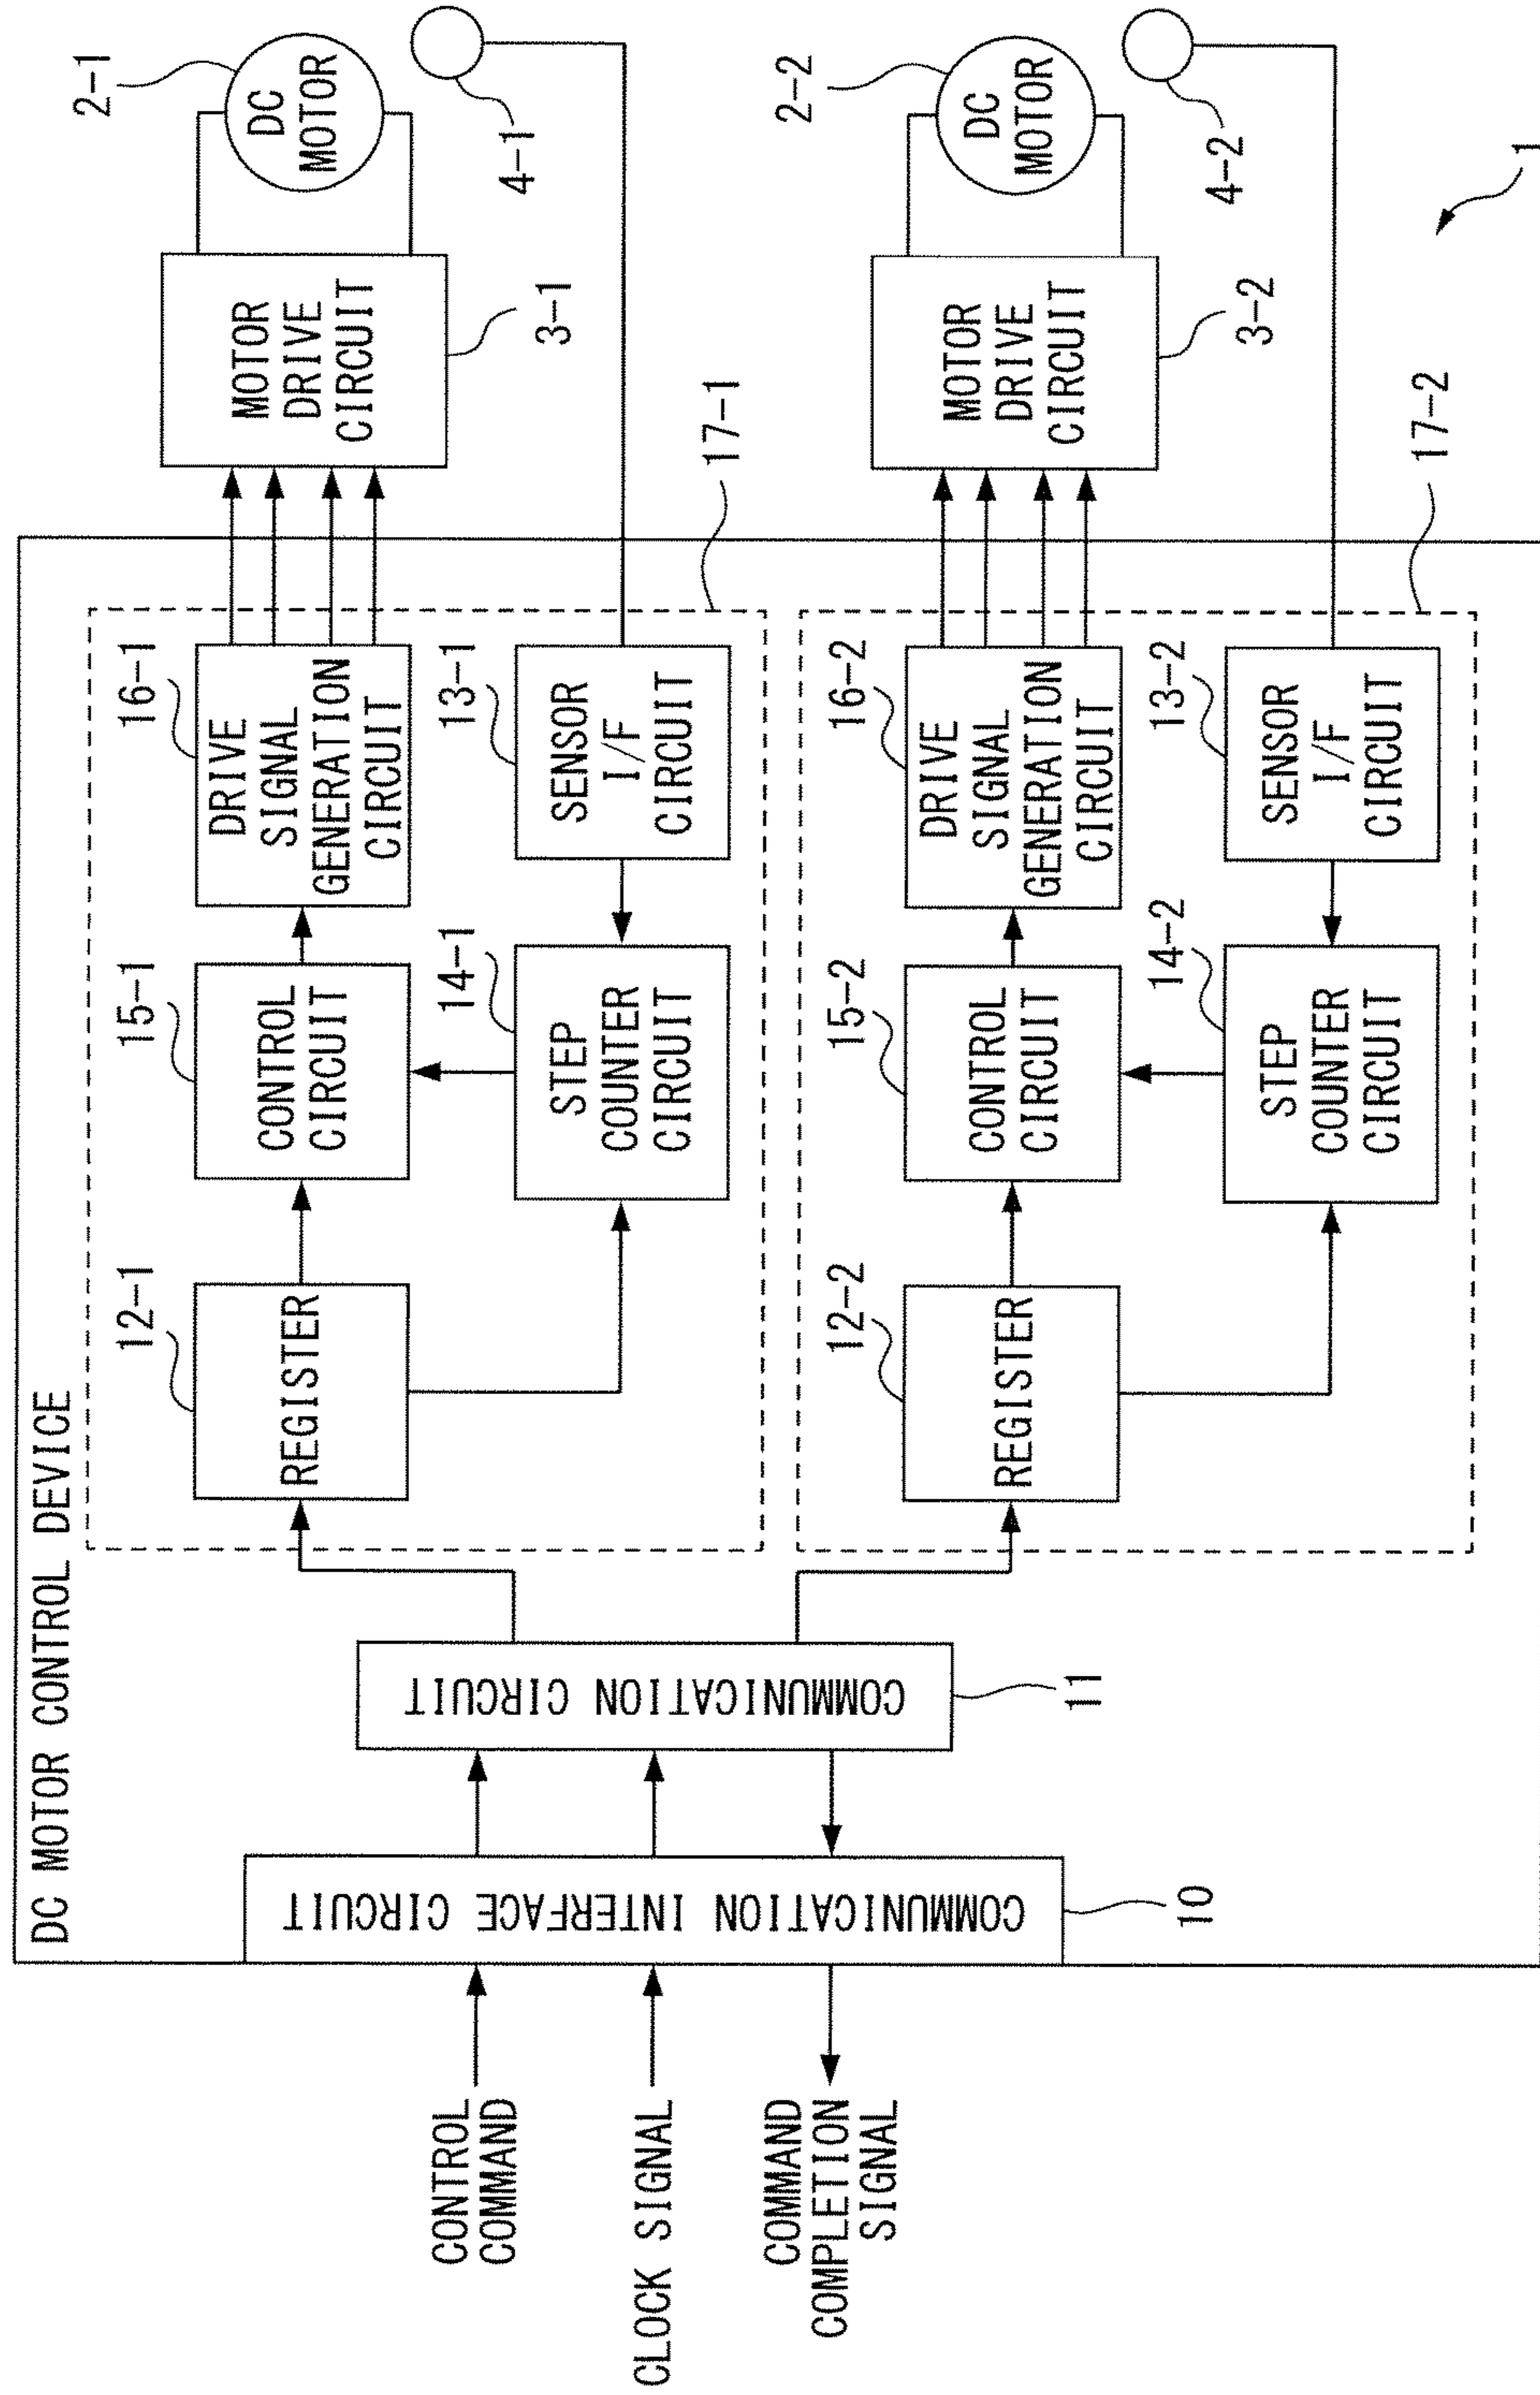 DC MOTOR CONTROL DEVICE
CONTROL
COMMAND
CLOCK SIGNAL
COMMAND
COMPLETION
SIGNAL
COMMUNICATION INTERFACE CIRCUIT
10
COMMUNICATION CIRCUIT
11
12-1
REGISTER
15-1
CONTROL
CIRCUIT
16-1
DRIVE
SIGNAL
GENERATION
CIRCUIT
14-1
STEP
COUNTER
CIRCUIT
13-1
SENSOR
I/F
CIRCUIT
17-1
MOTOR
DRIVE
CIRCUIT
3-1
2-1
DC
MOTOR
4-1
12-2
REGISTER
15-2
CONTROL
CIRCUIT
16-2
DRIVE
SIGNAL
GENERATION
CIRCUIT
14-2
STEP
COUNTER
CIRCUIT
13-2
SENSOR
I/F
CIRCUIT
17-2
MOTOR
DRIVE
CIRCUIT
3-2
2-2
DC
MOTOR
4-2
1